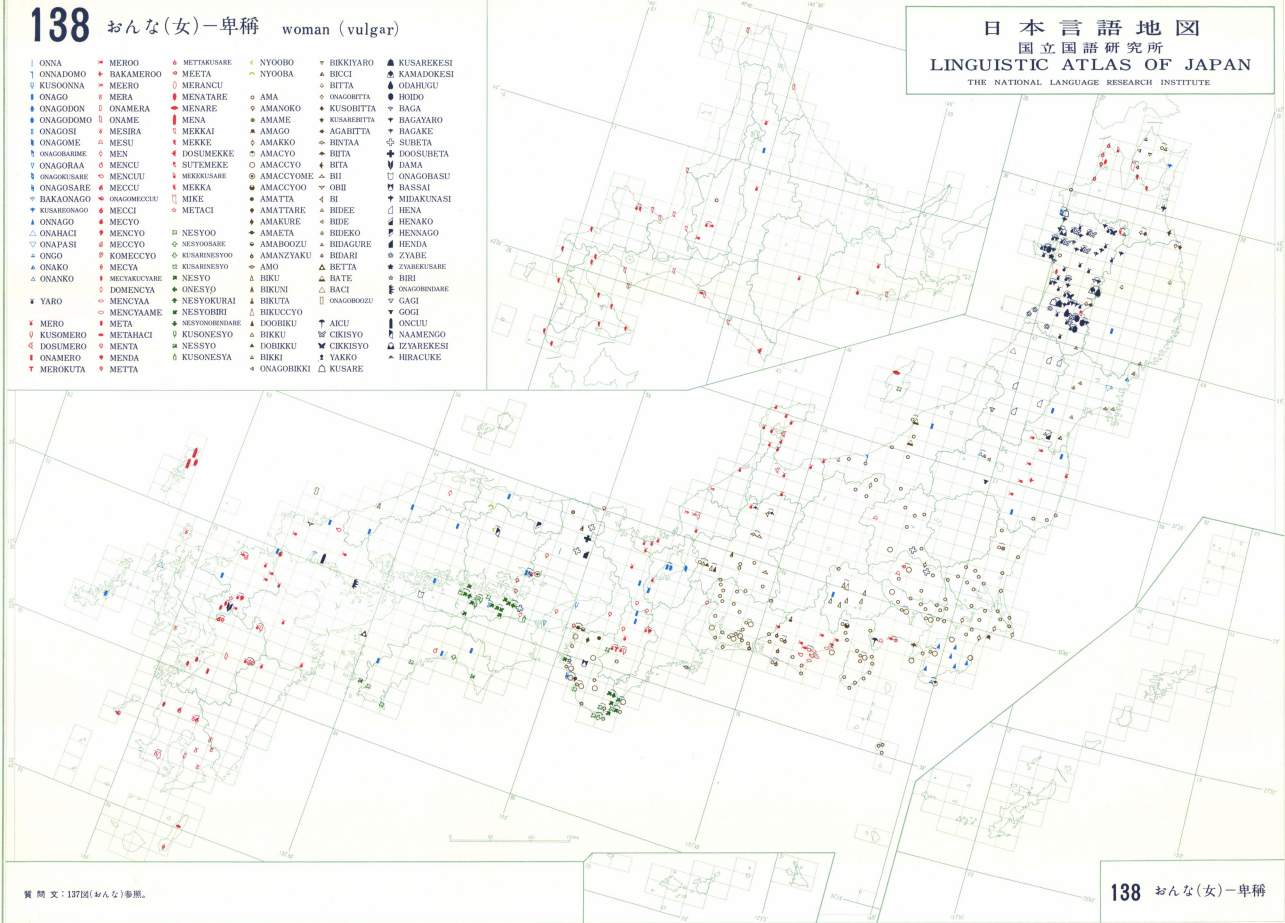 138 おんな(女)－卑稱 woman (vulgar)
ONNA
ONNADOMO
KUSOONNA
ONAGO
ONAGODON
ONAGODOMO
ONAGOSI
ONAGOME
ONAGOBARIME
ONAGORAA
ONAGOKUSARE
ONAGOSARE
BAKAONAGO
KUSAREONAGO
ONNAGO
ONAHACI
ONAPASI
ONGO
ONAKO
ONANKO
YARO
MERO
KUSOMERO
DOSUMERO
ONAMERO
MEROKUTA
MEROO
BAKAMEROO
MEERO
MERA
ONAMERA
ONAME
MESIRA
MESU
MEN
MENCU
MENCUU
MECCU
ONAGOMECCUU
MECCI
MECYO
MENCYO
MECCYO
KOMECCYO
MECYA
MECYAKUCYARE
DOMENCYA
MENCYAA
MENCYAAME
META
METAHACI
MENTA
MENDA
METTA
METTAKUSARE
MEETA
MERANCU
MENATARE
MENARE
MENA
MEKKAI
MEKKE
DOSUMEKKE
SUTEMEKE
MEKEKUSARE
MEKKA
MIKE
METACI
NESYOO
NESYOOSARE
KUSARINESYOO
KUSARINESYO
NESYO
ONESYO
NESYOKURAI
NESYOBIRI
NESYONOBINDARE
KUSONESYO
NESSYO
KUSONESYA
NYOOBO
NYOOBA
AMA
AMANOKO
AMAME
AMAGO
AMAKKO
AMACYO
AMACCYO
AMACCYOME
AMACCYOO
AMATTA
AMATTARE
AMAKURE
AMAETA
AMABOOZU
AMANZYAKU
AMO
BIKU
BIKUNI
BIKUTA
BIKUCCYO
DOOBIKU
BIKKU
DOBIKKU
BIKKI
ONAGOBIKKI
BIKKIYARO
BICCI
BITTA
ONAGOBITTA
KUSOBITTA
KUSAREBITTA
AGABITTA
BINTAA
BIITA
BITA
BII
OBII
BI
BIDEE
BIDE
BIDEKO
BIDAGURE
BIDARI
BETTA
BATE
BACI
ONAGOBOOZU
AICU
CIKISYO
CIKKISYO
YAKKO
KUSARE
KUSAREKESI
KAMADOKESI
ODAHUGU
HOIDO
BAGA
BAGAYARO
BAGAKE
SUBETA
DOOSUBETA
DAMA
ONAGOBASU
BASSAI
MIDAKUNASI
HENA
HENAKO
HENNAGO
HENDA
ZYABE
ZYABEKUSARE
BIRI
ONAGOBINDARE
GAGI
GOGI
ONCUU
NAAMENGO
IZYAREKESI
HIRACUKE
日本言語地図
国立国語研究所
LINGUISTIC ATLAS OF JAPAN
THE NATIONAL LANGUAGE RESEARCH INSTITUTE
質問文：137図(おんな)参照。
138 おんな(女)－卑稱